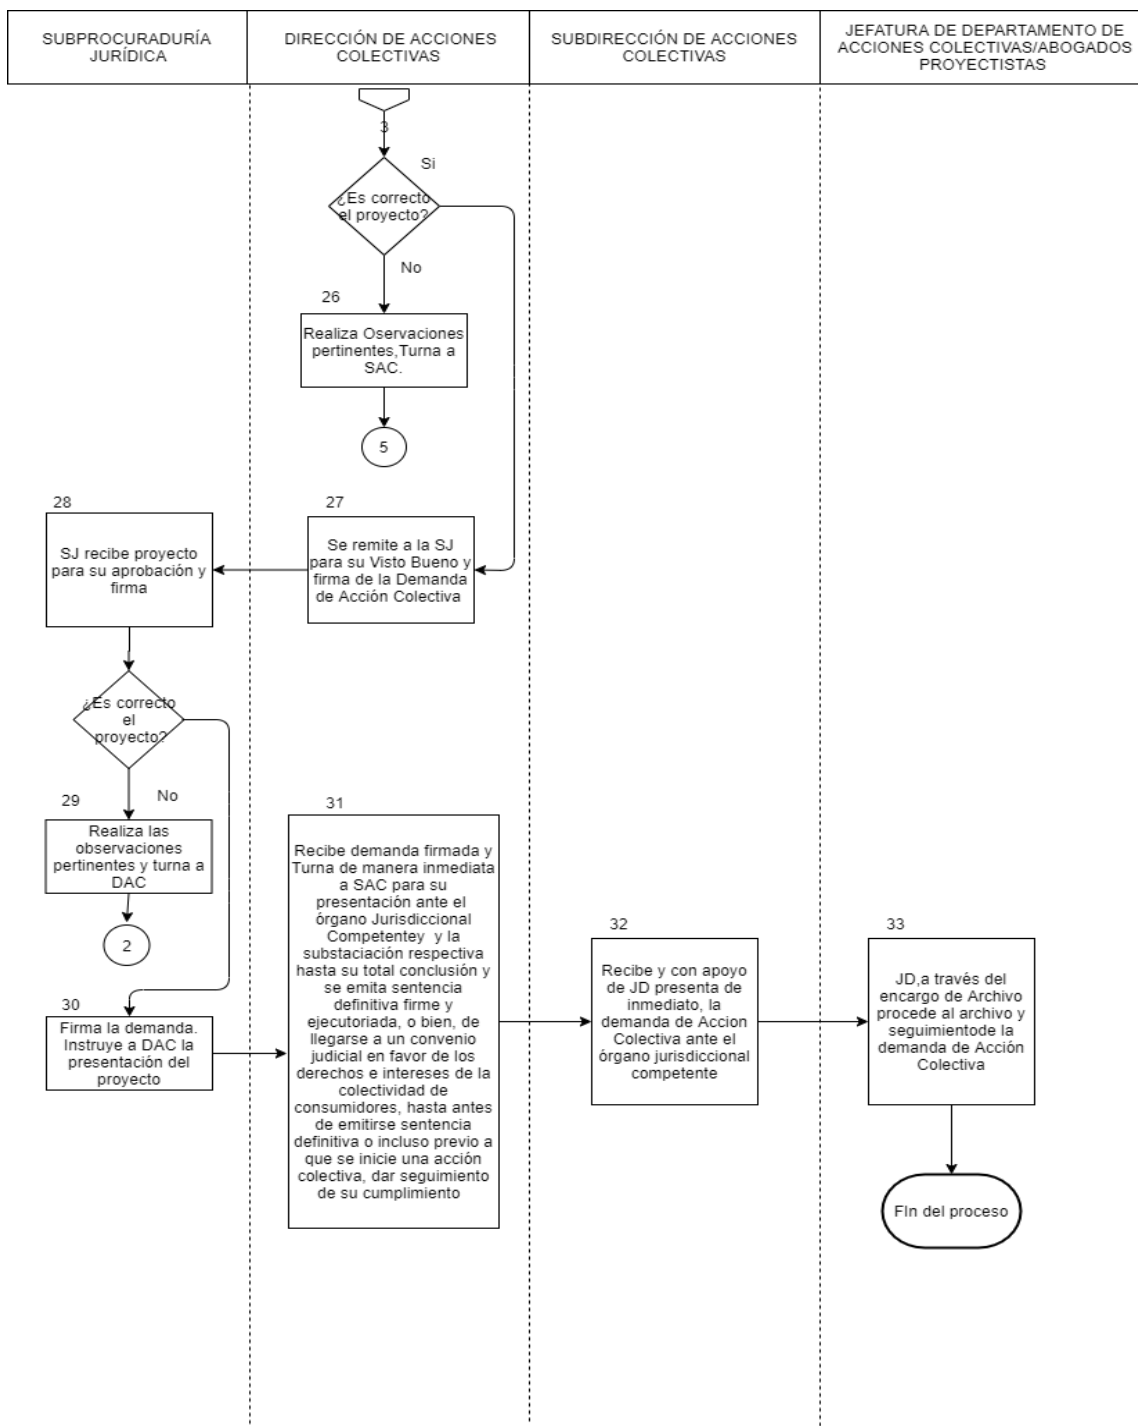 SUBPROCURADURÍA
JURÍDICA
DIRECCIÓN DE ACCIONES
COLECTIVAS
SUBDIRECCIÓN DE ACCIONES
COLECTIVAS
JEFATURA DE DEPARTAMENTO DE
ACCIONES COLECTIVAS/ABOGADOS
PROYECTISTAS
3
Si
¿Es correcto
el proyecto?
No
26
Realiza Oservaciones
pertinentes,Turna a
SAC.
5
27
Se remite a la SJ
para su Visto Bueno y
firma de la Demanda
de Acción Colectiva
28
SJ recibe proyecto
para su aprobación y
firma
¿Es correcto
el
proyecto?
No
29
Realiza las
observaciones
pertinentes y turna a
DAC
2
30
Firma la demanda.
Instruye a DAC la
presentación del
proyecto
31
Recibe demanda firmada y
Turna de manera inmediata
a SAC para su
presentación ante el
órgano Jurisdiccional
Competentey y la
substaciación respectiva
hasta su total conclusión y
se emita sentencia
definitiva firme y
ejecutoriada, o bien, de
llegarse a un convenio
judicial en favor de los
derechos e intereses de la
colectividad de
consumidores, hasta antes
de emitirse sentencia
definitiva o incluso previo a
que se inicie una acción
colectiva, dar seguimiento
de su cumplimiento
32
Recibe y con apoyo
de JD presenta de
inmediato, la
demanda de Accion
Colectiva ante el
órgano jurisdiccional
competente
33
JD,a través del
encargo de Archivo
procede al archivo y
seguimientode la
demanda de Acción
Colectiva
FIn del proceso